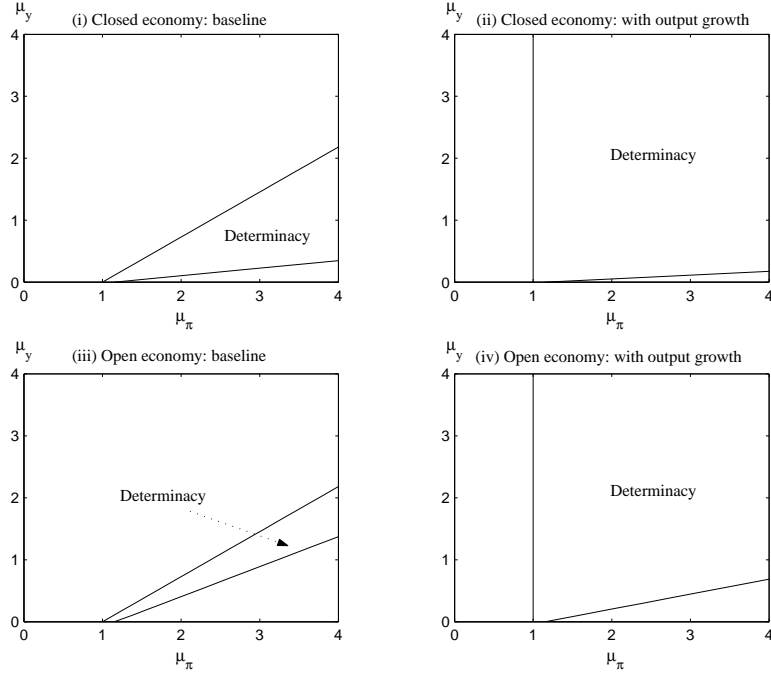 μy
(i) Closed economy: baseline
4
3
2
1
0
Determinacy
0 1 2 3 4
μπ
μy
(ii) Closed economy: with output growth
4
3
2
1
0
Determinacy
0 1 2 3 4
μπ
μy
(iii) Open economy: baseline
4
3
2
1
0
Determinacy
0 1 2 3 4
μπ
μy
(iv) Open economy: with output growth
4
3
2
1
0
Determinacy
0 1 2 3 4
μπ